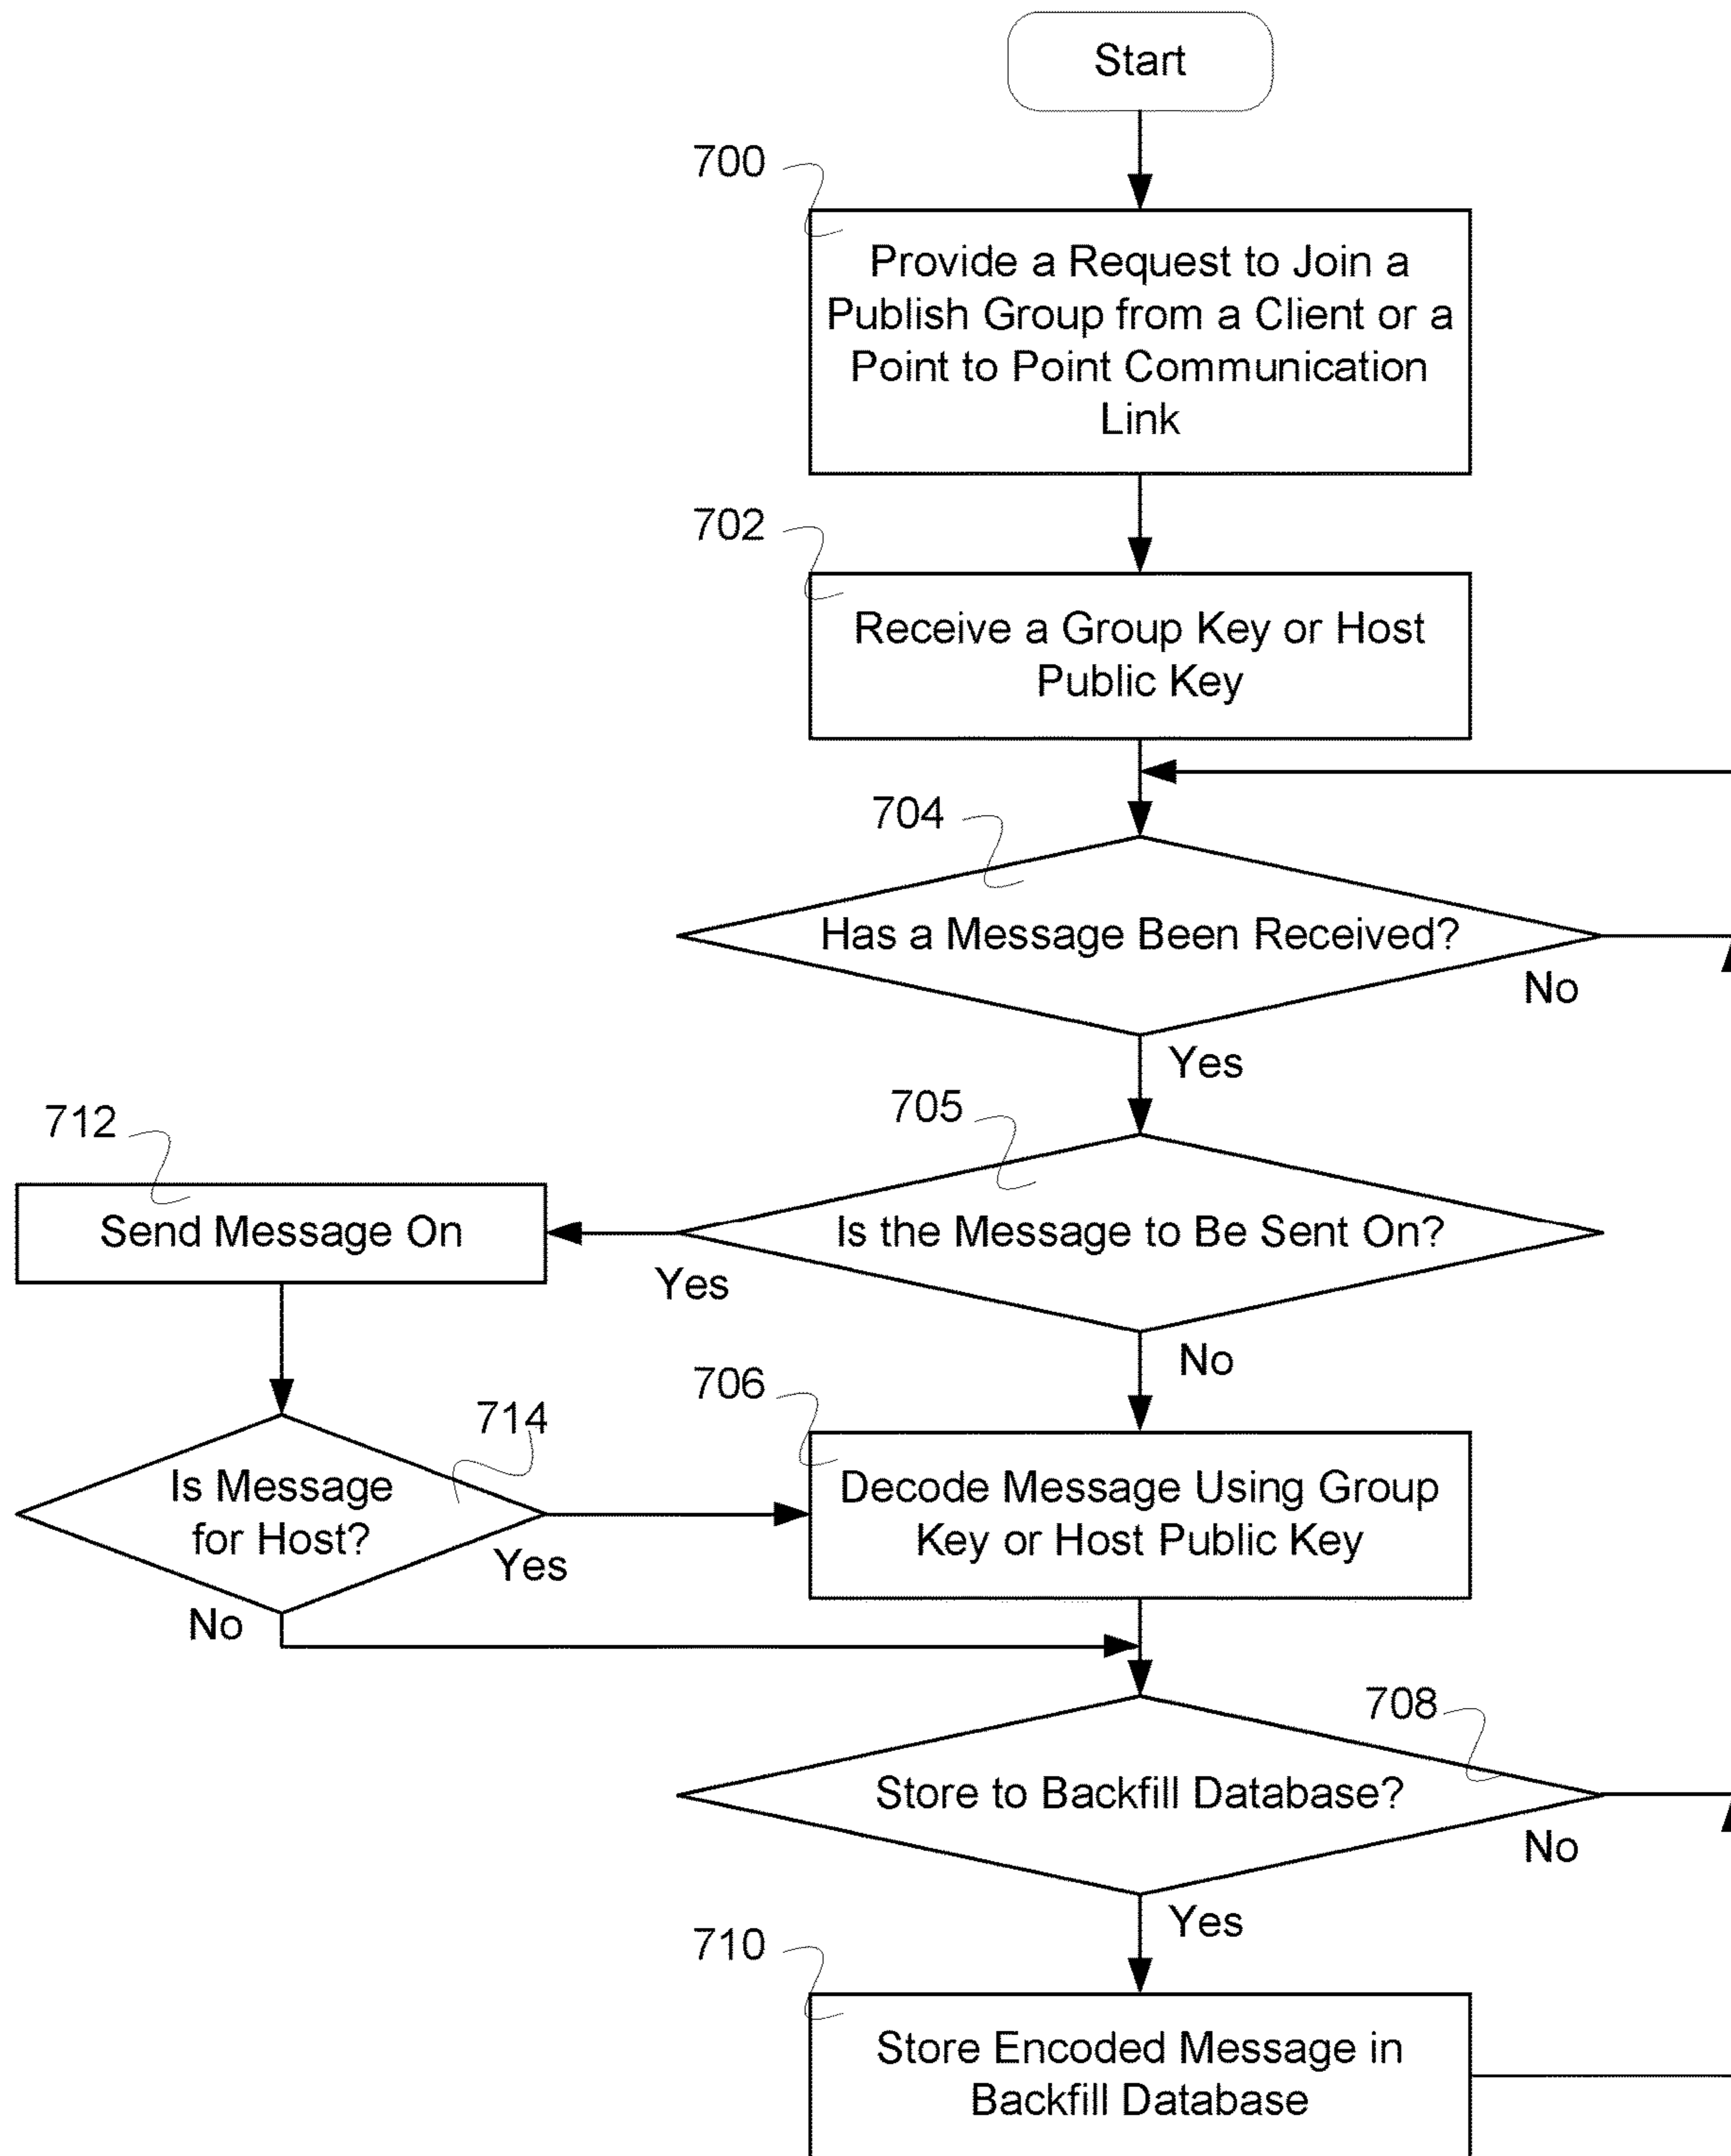 Start
700
Provide a Request to Join a
Publish Group from a Client or a
Point to Point Communication
Link
702
Receive a Group Key or Host
Public Key
704
Has a Message Been Received?
No
Yes
705
712
Is the Message to Be Sent On?
Send Message On
Yes
No
706
714
Decode Message Using Group
Key or Host Public Key
Is Message
for Host?
Yes
No
708
Store to Backfill Database?
No
Yes
710
Store Encoded Message in
Backfill Database